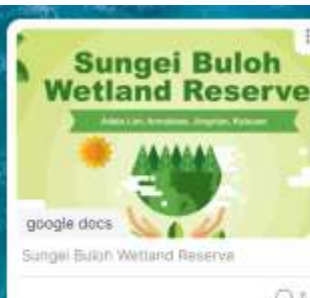 Sungei Buloh
Wetland Reserve
google docs
Sungei Buloh Wetland Reserve